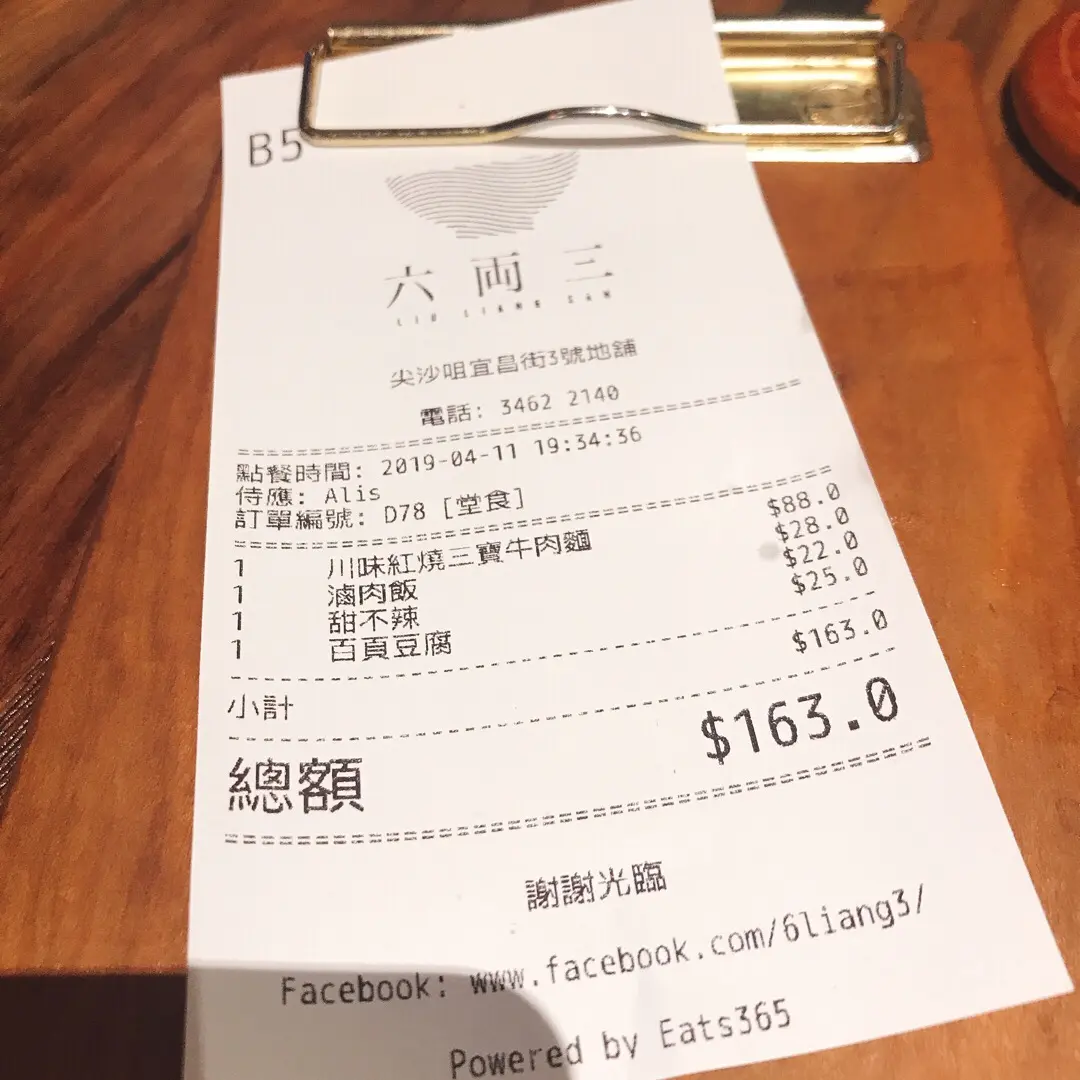 B5
六両三
LIU LIANG SAN
尖沙咀宜昌街3號地舖
電話: 3462 2140
點餐時間: 2019-04-11 19:34:36
侍應: Alis
訂單編號: D78 [堂食]
1 川味紅燒三寶牛肉麵 $88.0
1 滷肉飯 $28.0
1 甜不辣 $22.0
1 百頁豆腐 $25.0
小計 $163.0
總額 $163.0
謝謝光臨
Facebook: www.facebook.com/6liang3/
Powered by Eats365